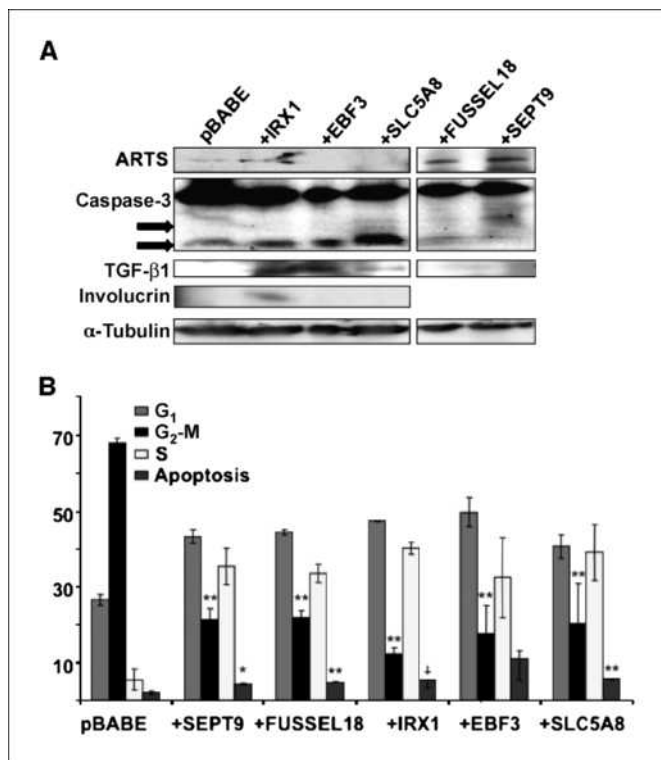 A
pBABE +IRX1 +EBF3 +SLC5A8 +FUSSEL18 +SEPT9
ARTS
Caspase-3
TGF-β1
Involucrin
α-Tubulin
B
G1
G2-M
S
Apoptosis
70
50
30
10
** * ** ** ** + ** ** **
pBABE +SEPT9 +FUSSEL18 +IRX1 +EBF3 +SLC5A8